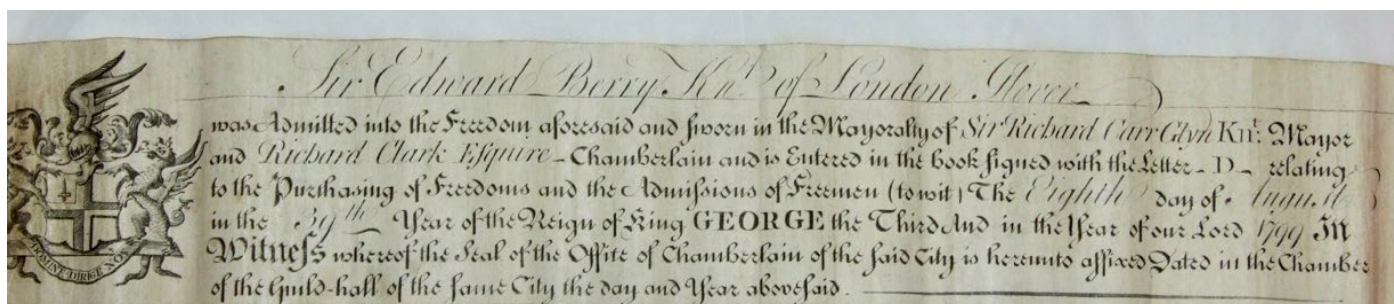 Sir Edward Berry Knt. of London Glover
was Admitted into the Freedom aforesaid and sworn in the Mayoralty of Sir Richard Carr Glyn Knt. Mayor
and Richard Clark Esquire - Chamberlain and is Entered in the book signed with the Letter - D - relating
to the Purchasing of Freedoms and the Admissions of Freemen (to wit) The Eighth day of August
in the 39th Year of the Reign of King GEORGE the Third And in the Year of our Lord 1799 In
Witness whereof the Seal of the Office of Chamberlain of the said City is hereunto affixed Dated in the Chamber
of the Guild-hall of the same City the day and Year abovesaid.
DOMINE DIRIGE NOS